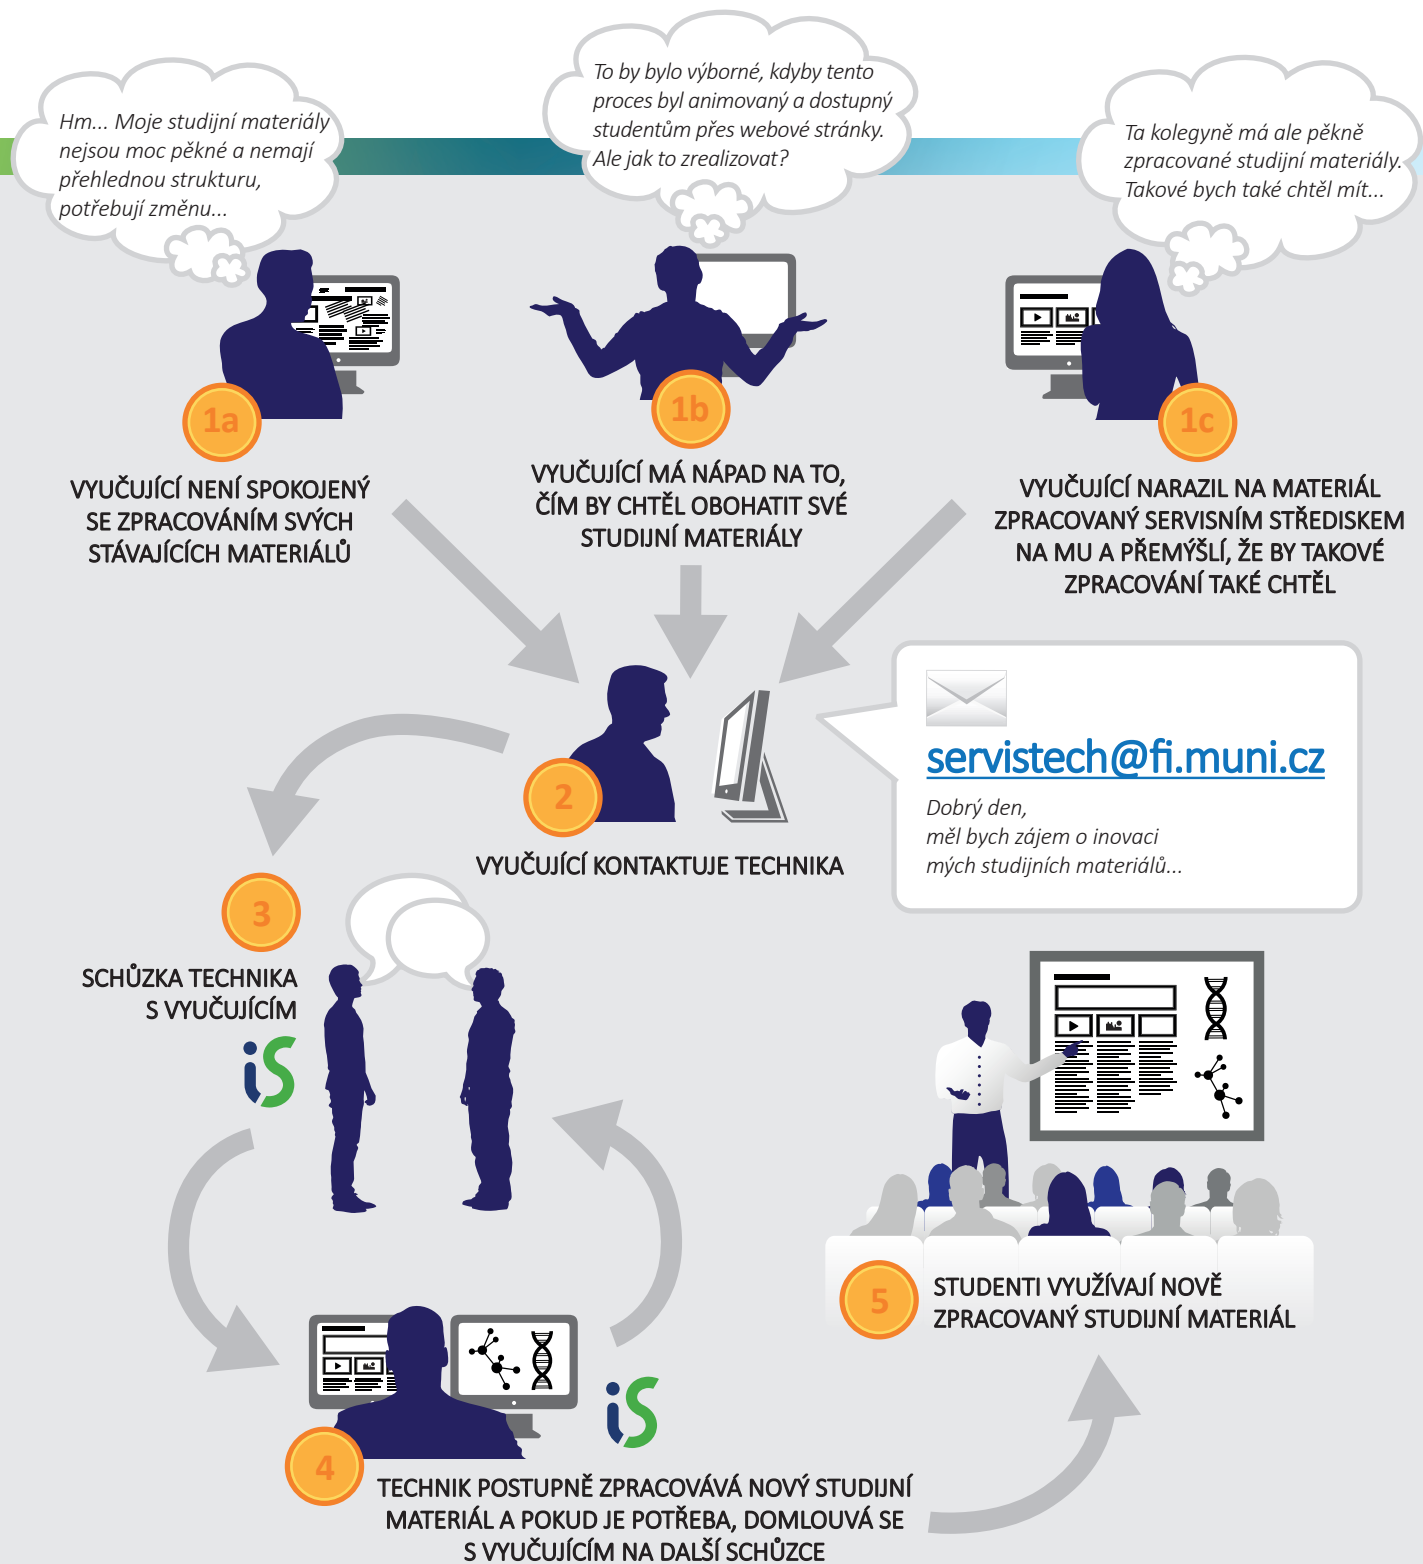 Hm... Moje studijní materiály
nejsou moc pěkné a nemají
přehlednou strukturu,
potřebují změnu...
To by bylo výborné, kdyby tento
proces byl animovaný a dostupný
studentům přes webové stránky.
Ale jak to zrealizovat?
Ta kolegyně má ale pěkně
zpracované studijní materiály.
Takové bych také chtěl mít...
1a
VYUČUJÍCÍ NENÍ SPOKOJENÝ
SE ZPRACOVÁNÍM SVÝCH
STÁVAJÍCÍCH MATERIÁLŮ
1b
VYUČUJÍCÍ MÁ NÁPAD NA TO,
ČÍM BY CHTĚL OBOHATIT SVÉ
STUDIJNÍ MATERIÁLY
1c
VYUČUJÍCÍ NARAZIL NA MATERIÁL
ZPRACOVANÝ SERVISNÍM STŘEDISKEM
NA MU A PŘEMÝŠLÍ, ŽE BY TAKOVÉ
ZPRACOVÁNÍ TAKÉ CHTĚL
2
VYUČUJÍCÍ KONTAKTUJE TECHNIKA
servistech@fi.muni.cz
Dobrý den,
měl bych zájem o inovaci
mých studijních materiálů...
3
SCHŮZKA TECHNIKA
S VYUČUJÍCÍM
iS
4
TECHNIK POSTUPNĚ ZPRACOVÁVÁ NOVÝ STUDIJNÍ
MATERIÁL A POKUD JE POTŘEBA, DOMLOUVÁ SE
S VYUČUJÍCÍM NA DALŠÍ SCHŮZCE
iS
5
STUDENTI VYUŽÍVAJÍ NOVĚ
ZPRACOVANÝ STUDIJNÍ MATERIÁL